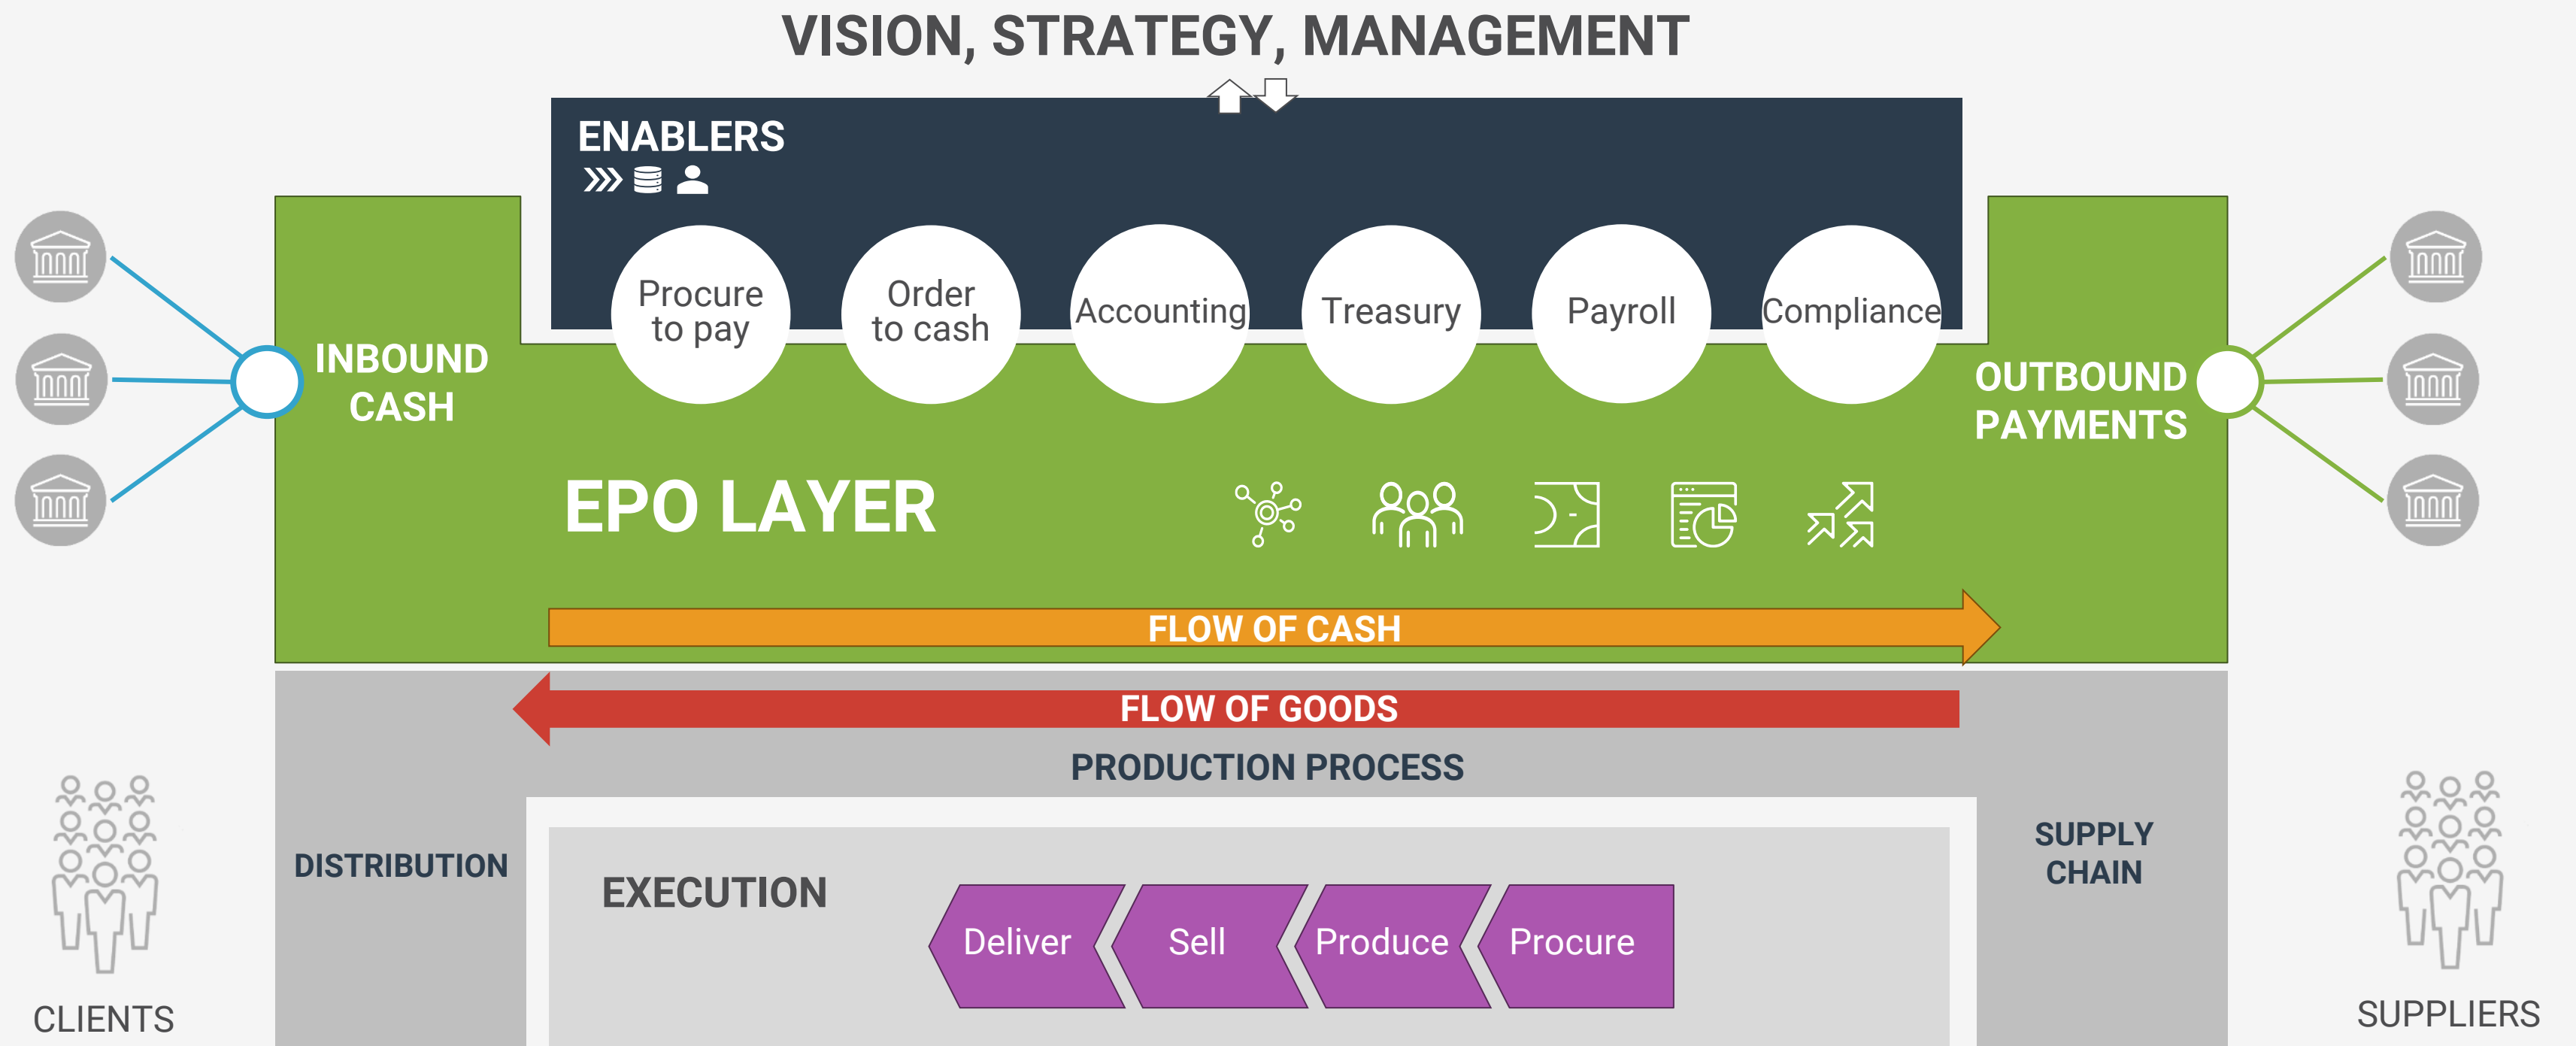 VISION, STRATEGY, MANAGEMENT
ENABLERS
Procure
to pay
Order
to cash
Accounting
Treasury
Payroll
Compliance
INBOUND
CASH
OUTBOUND
PAYMENTS
EPO LAYER
FLOW OF CASH
FLOW OF GOODS
PRODUCTION PROCESS
DISTRIBUTION
SUPPLY
CHAIN
EXECUTION
Deliver
Sell
Produce
Procure
CLIENTS
SUPPLIERS